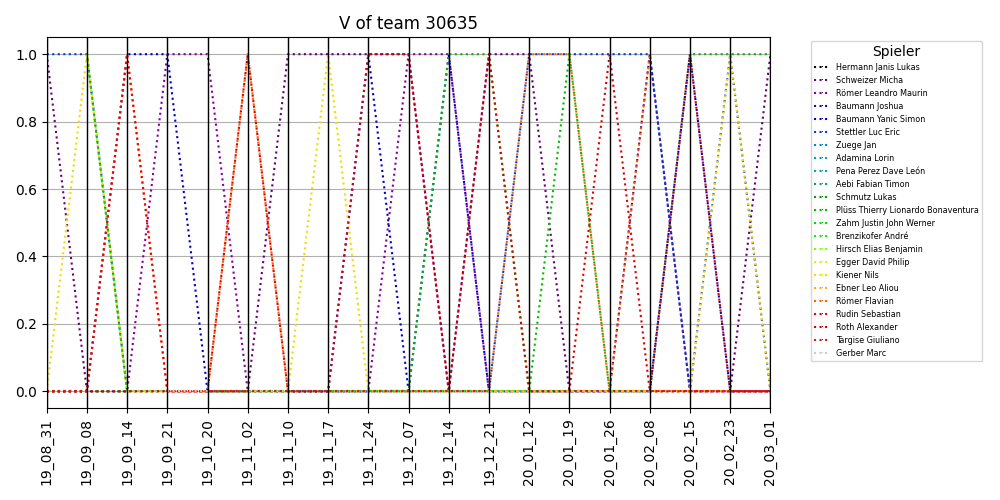 V of team 30635
1.0
0.8
0.6
0.4
0.2
0.0
19_08_31
19_09_08
19_09_14
19_09_21
19_10_20
19_11_02
19_11_10
19_11_17
19_11_24
19_12_07
19_12_14
19_12_21
20_01_12
20_01_19
20_01_26
20_02_08
20_02_15
20_02_23
20_03_01
Spieler
Hermann Janis Lukas
Schweizer Micha
Römer Leandro Maurin
Baumann Joshua
Baumann Yanic Simon
Stettler Luc Eric
Zuege Jan
Adamina Lorin
Pena Perez Dave León
Aebi Fabian Timon
Schmutz Lukas
Plüss Thierry Lionardo Bonaventura
Zahm Justin John Werner
Brenzikofer André
Hirsch Elias Benjamin
Egger David Philip
Kiener Nils
Ebner Leo Aliou
Römer Flavian
Rudin Sebastian
Roth Alexander
Targise Giuliano
Gerber Marc